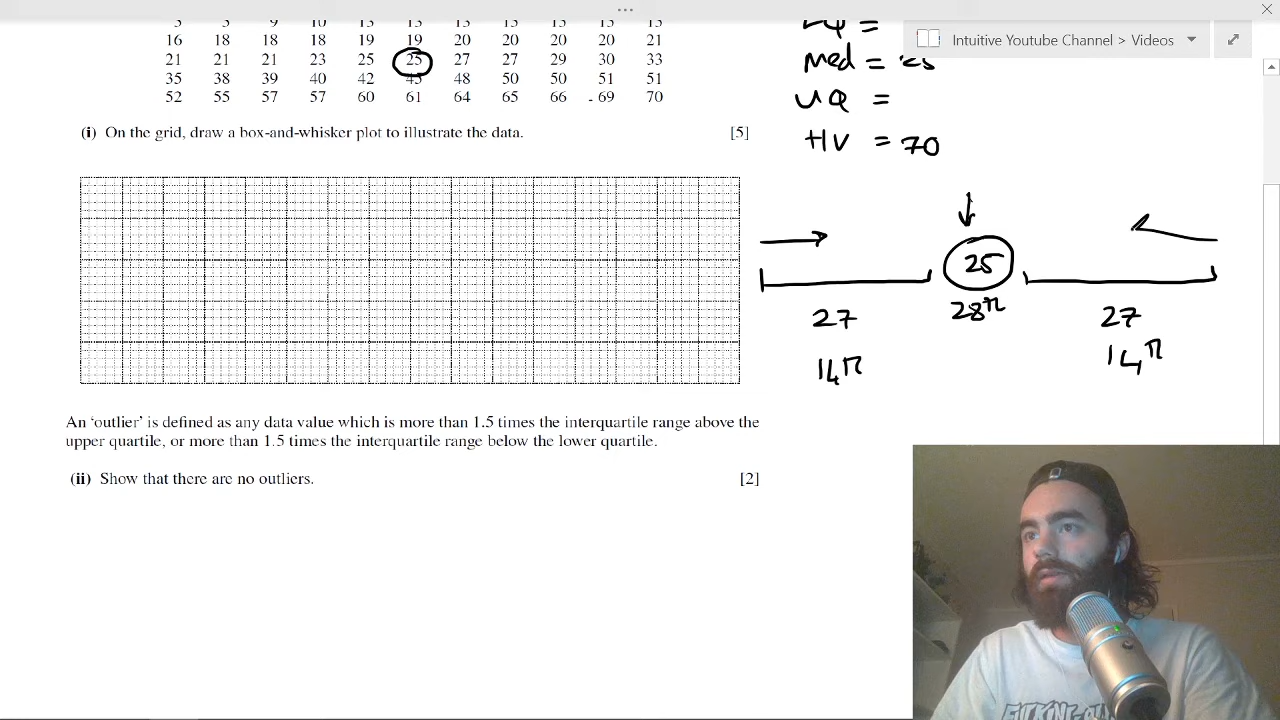 16 18 18 18 19 19 20 20 20 20 21
21 21 21 23 25 25 27 27 29 30 33
35 38 39 40 42 45 48 50 50 51 51
52 55 57 57 60 61 64 65 66 69 70
(i) On the grid, draw a box-and-whisker plot to illustrate the data. [5]
An ‘outlier’ is defined as any data value which is more than 1.5 times the interquartile range above the
upper quartile, or more than 1.5 times the interquartile range below the lower quartile.
(ii) Show that there are no outliers. [2]
Intuitive Youtube Channel > Videos
LQ =
med = 25
UQ =
HV = 70
25
27 28th 27
14th 14th